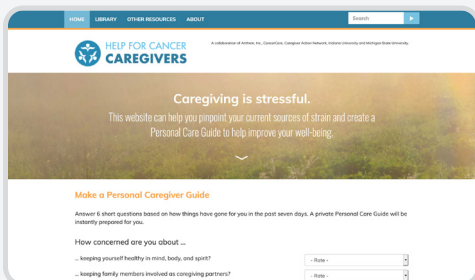 HOME LIBRARY OTHER RESOURCES ABOUT
Search
HELP FOR CANCER
CAREGIVERS
A collaboration of Anthem, Inc., CancerCare, Caregiver Action Network, Indiana University and Michigan State University.
Caregiving is stressful.
This website can help you pinpoint your current sources of strain and create a
Personal Care Guide to help improve your well-being.
Make a Personal Caregiver Guide
Answer 6 short questions based on how things have gone for you in the past seven days. A private Personal Care Guide will be
instantly prepared for you.
How concerned are you about ...
... keeping yourself healthy in mind, body, and spirit?
- Rate -
... keeping family members involved as caregiving partners?
- Rate -